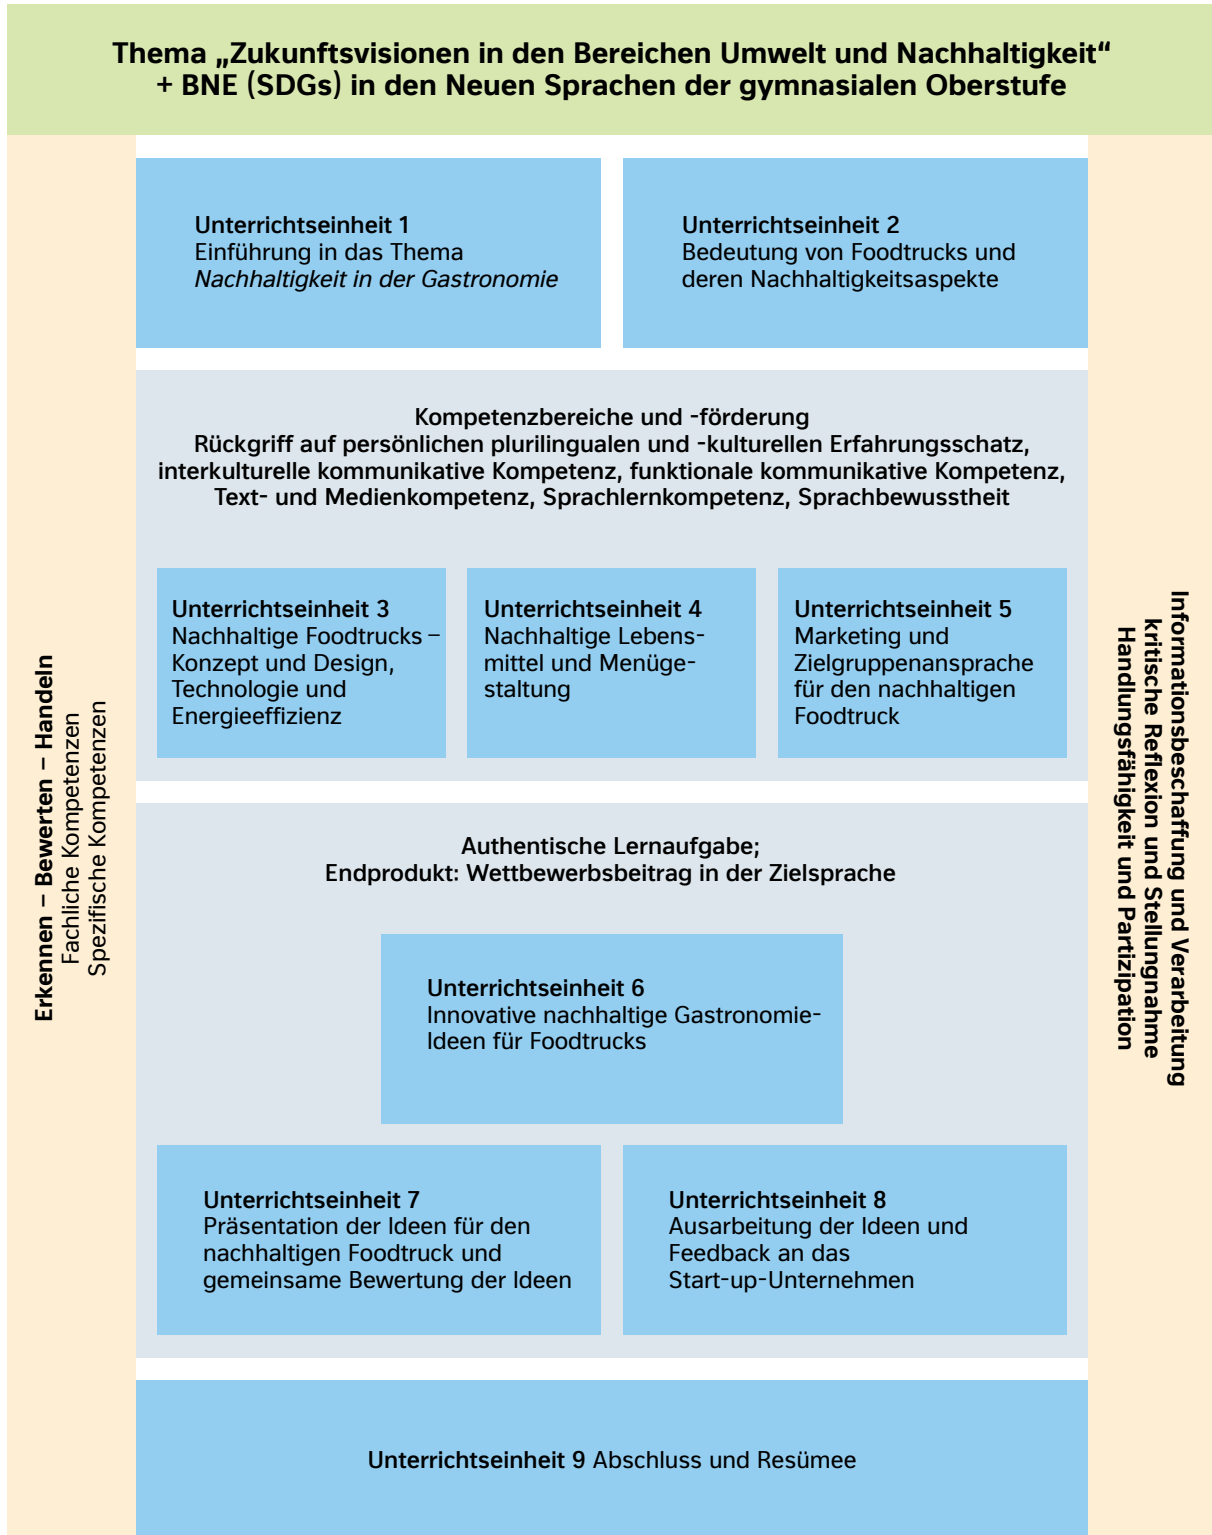 Thema „Zukunftsvisionen in den Bereichen Umwelt und Nachhaltigkeit“
+ BNE (SDGs) in den Neuen Sprachen der gymnasialen Oberstufe
Erkennen – Bewerten – Handeln
Fachliche Kompetenzen
Spezifische Kompetenzen
Unterrichtseinheit 1
Einführung in das Thema
Nachhaltigkeit in der Gastronomie
Unterrichtseinheit 2
Bedeutung von Foodtrucks und
deren Nachhaltigkeitsaspekte
Kompetenzbereiche und -förderung
Rückgriff auf persönlichen plurilingualen und -kulturellen Erfahrungsschatz,
interkulturelle kommunikative Kompetenz, funktionale kommunikative Kompetenz,
Text- und Medienkompetenz, Sprachlernkompetenz, Sprachbewusstheit
Unterrichtseinheit 3
Nachhaltige Foodtrucks –
Konzept und Design,
Technologie und
Energieeffizienz
Unterrichtseinheit 4
Nachhaltige Lebens-
mittel und Menüge-
staltung
Unterrichtseinheit 5
Marketing und
Zielgruppenansprache
für den nachhaltigen
Foodtruck
Authentische Lernaufgabe;
Endprodukt: Wettbewerbsbeitrag in der Zielsprache
Unterrichtseinheit 6
Innovative nachhaltige Gastronomie-
Ideen für Foodtrucks
Unterrichtseinheit 7
Präsentation der Ideen für den
nachhaltigen Foodtruck und
gemeinsame Bewertung der Ideen
Unterrichtseinheit 8
Ausarbeitung der Ideen und
Feedback an das
Start-up-Unternehmen
Unterrichtseinheit 9 Abschluss und Resümee
Informationsbeschaffung und Verarbeitung
kritische Reflexion und Stellungnahme
Handlungsfähigkeit und Partizipation